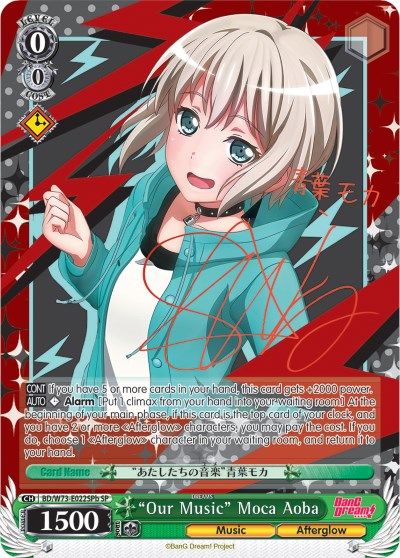 LEVEL
0
0
COST
青葉モカ
CONT If you have 5 or more cards in your hand, this card gets +2000 power.
AUTO Alarm [Put 1 climax from your hand into your waiting room] At the
beginning of your main phase, if this card is the top card of your clock, and
you have 2 or more <Afterglow> characters, you may pay the cost. If you do,
choose 1 <Afterglow> character in your waiting room, and return it to
your hand.
Card Name
"あたしたちの音楽"青葉モカ
CD BD/W73-E022SPb SP
DREAMS
"Our Music" Moca Aoba
BanG Dream!
POWER
1500
SOUL
Music
Afterglow
©BanG Dream! Project